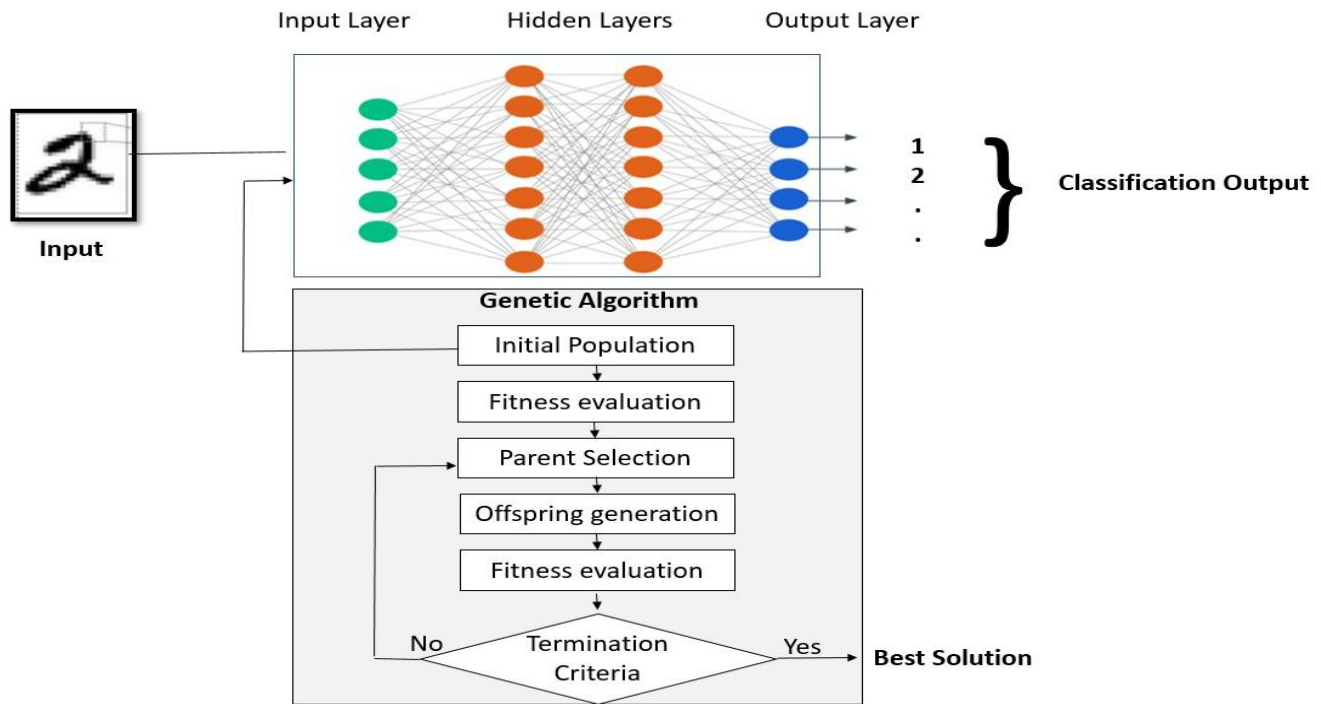 Input Layer
Hidden Layers
Output Layer
2
Input
1
2
.
.
}
Classification Output
Genetic Algorithm
Initial Population
Fitness evaluation
Parent Selection
Offspring generation
Fitness evaluation
Termination
Criteria
No
Yes
Best Solution